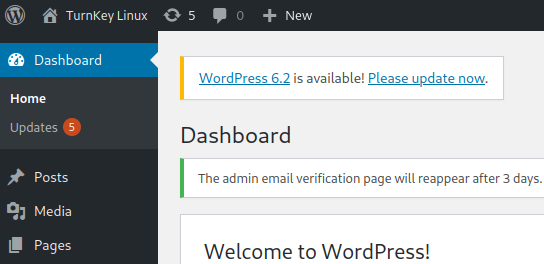 TurnKey Linux 5 0 + New
Dashboard
Home
Updates 5
Posts
Media
Pages
WordPress 6.2 is available! Please update now.
Dashboard
The admin email verification page will reappear after 3 days.
Welcome to WordPress!